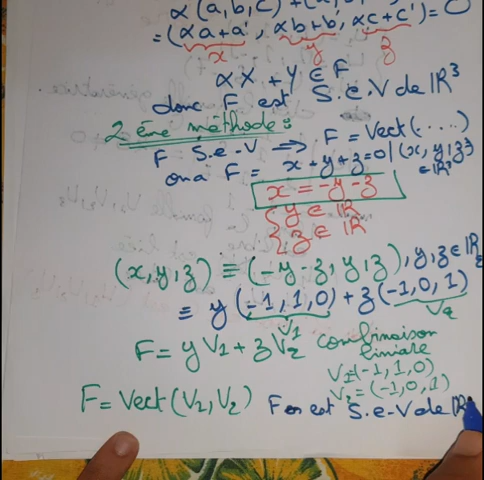 α(a,b,c)+(a',
=(αa+a', αb+b', αc+c')=0
x y z
αX+Y∈F
donc F est S.e.V de ℝ³
2ème méthode:
F S.e-V ⟹ F = Vect(.....)
on a F = x+y+z=0/(x,y,z)
∈ℝ³
x = -y-z
{ y ∈ ℝ
{ z ∈ ℝ
(x,y,z) ≡ (-y-z,y,z), y,z∈ℝ
≡ y(-1,1,0)+z(-1,0,1)
V1 V2
F = yV1+zV2 combinaison
liniare
V1=(-1,1,0)
V2=(-1,0,1)
F=Vect(V1,V2) F en est S.e-V de ℝ